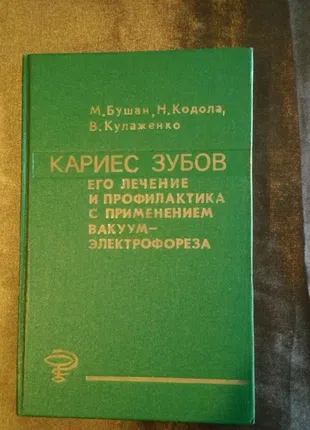 М. Бушан, Н. Кодола,
В. Кулаженко
КАРИЕС ЗУБОВ
ЕГО ЛЕЧЕНИЕ
И ПРОФИЛАКТИКА
С ПРИМЕНЕНИЕМ
ВАКУУМ-
ЭЛЕКТРОФОРЕЗА